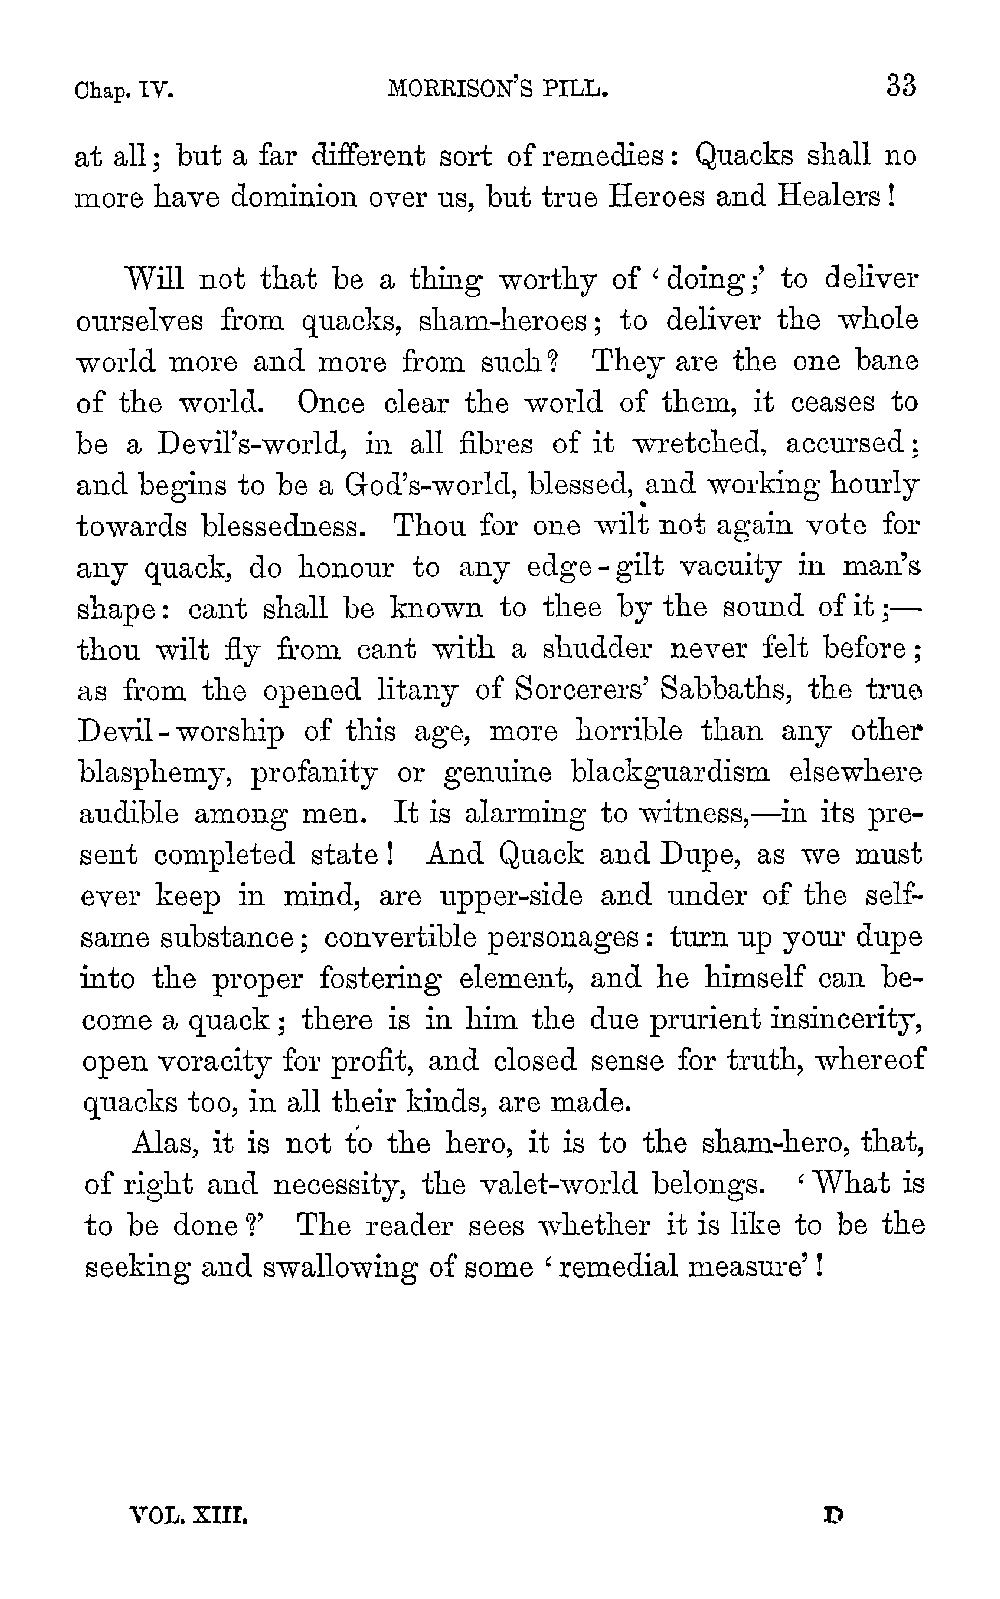 Chap. IV. MORRISON'S PILL. 33
at all; but a far different sort of remedies: Quacks shall no
more have dominion over us, but true Heroes and Healers!
Will not that be a thing worthy of ‘doing;’ to deliver
ourselves from quacks, sham-heroes; to deliver the whole
world more and more from such? They are the one bane
of the world. Once clear the world of them, it ceases to
be a Devil's-world, in all fibres of it wretched, accursed;
and begins to be a God's-world, blessed, and working hourly
towards blessedness. Thou for one wilt not again vote for
any quack, do honour to any edge-gilt vacuity in man's
shape: cant shall be known to thee by the sound of it;—
thou wilt fly from cant with a shudder never felt before;
as from the opened litany of Sorcerers' Sabbaths, the true
Devil-worship of this age, more horrible than any other
blasphemy, profanity or genuine blackguardism elsewhere
audible among men. It is alarming to witness,—in its pre-
sent completed state! And Quack and Dupe, as we must
ever keep in mind, are upper-side and under of the self-
same substance; convertible personages: turn up your dupe
into the proper fostering element, and he himself can be-
come a quack; there is in him the due prurient insincerity,
open voracity for profit, and closed sense for truth, whereof
quacks too, in all their kinds, are made.
Alas, it is not to the hero, it is to the sham-hero, that,
of right and necessity, the valet-world belongs. ‘What is
to be done?’ The reader sees whether it is like to be the
seeking and swallowing of some ‘remedial measure’!
VOL. XIII. D